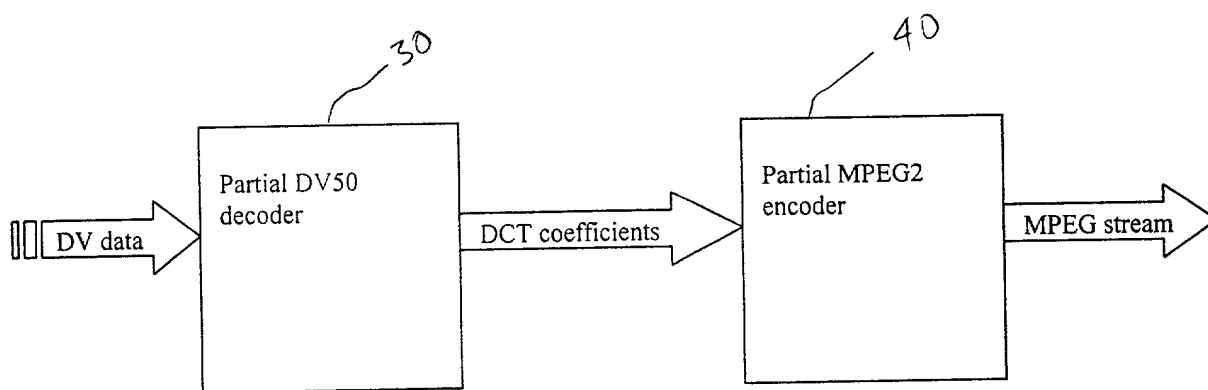 30
40
Partial DV50
decoder
Partial MPEG2
encoder
DV data
DCT coefficients
MPEG stream